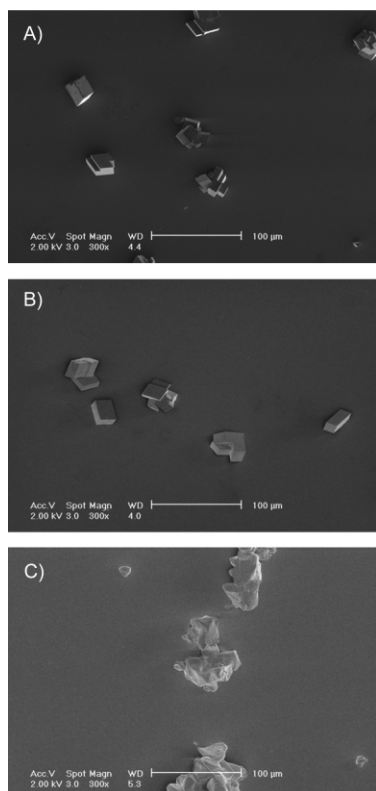 A)
Acc.V Spot Magn WD 100 µm
2.00 kV 3.0 300x 4.4
B)
Acc.V Spot Magn WD 100 µm
2.00 kV 3.0 300x 4.0
C)
Acc.V Spot Magn WD 100 µm
2.00 kV 3.0 300x 5.3